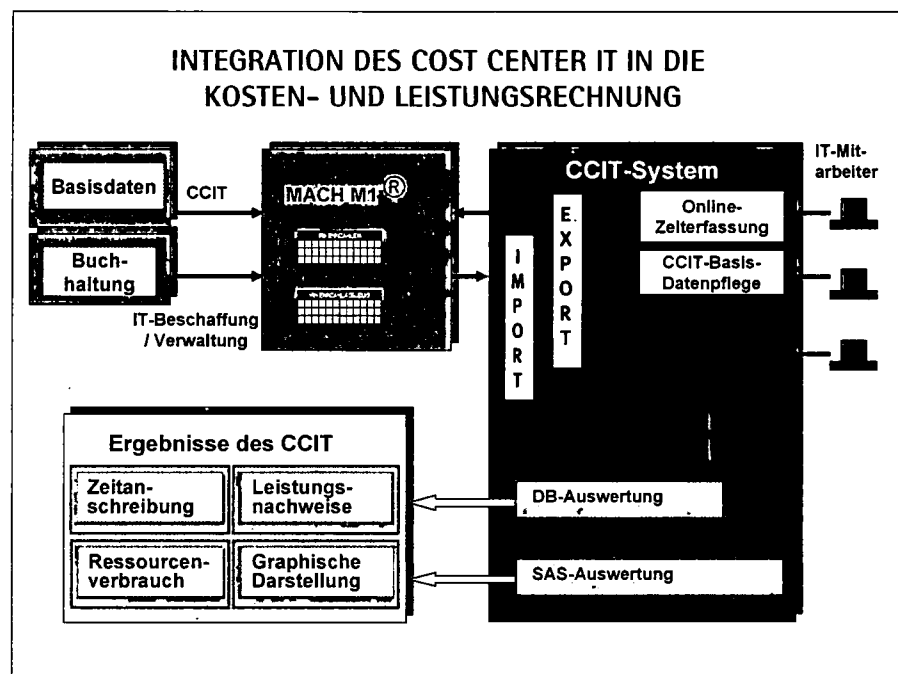 INTEGRATION DES COST CENTER IT IN DIE
KOSTEN- UND LEISTUNGSRECHNUNG
Basisdaten
CCIT
Buch-
haltung
IT-Beschaffung
/ Verwaltung
MACH M1®
CCIT-System
EXPORT
IMPORT
Online-
Zeiterfassung
CCIT-Basis-
Datenpflege
IT-Mit-
arbeiter
Ergebnisse des CCIT
Zeitan-
schreibung
Leistungs-
nachweise
Ressourcen-
verbrauch
Graphische
Darstellung
DB-Auswertung
SAS-Auswertung